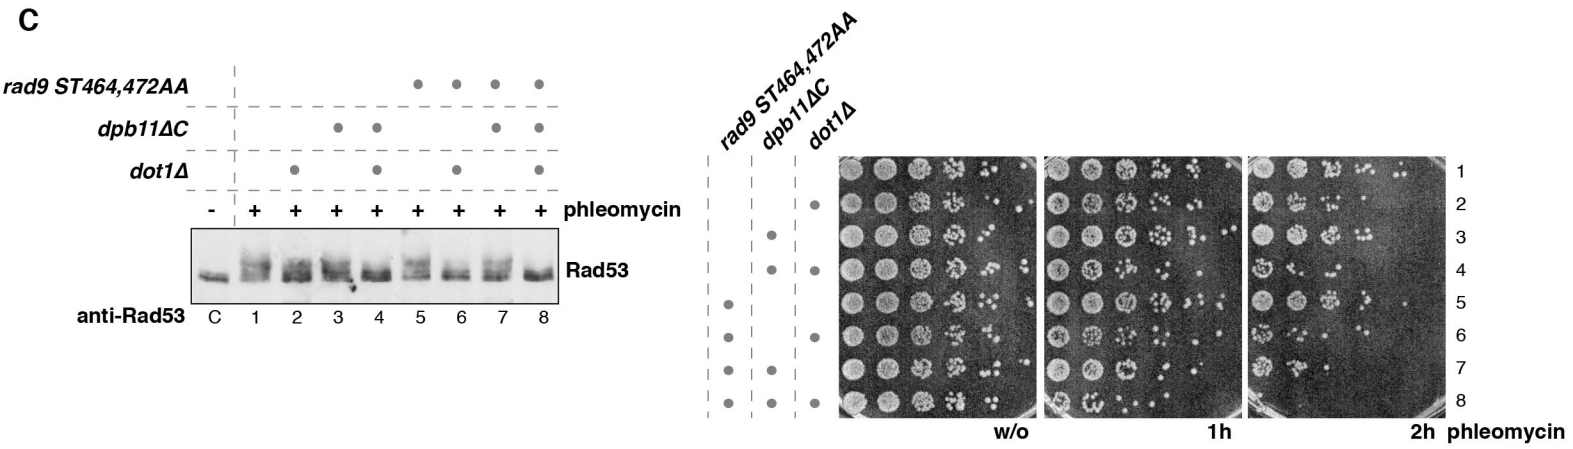 C
rad9 ST464,472AA
dpb11ΔC
dot1Δ
- + + + + + + + + phleomycin
Rad53
anti-Rad53 C 1 2 3 4 5 6 7 8
rad9 ST464,472AA
dpb11ΔC
dot1Δ
1
2
3
4
5
6
7
8
w/o 1h 2h phleomycin